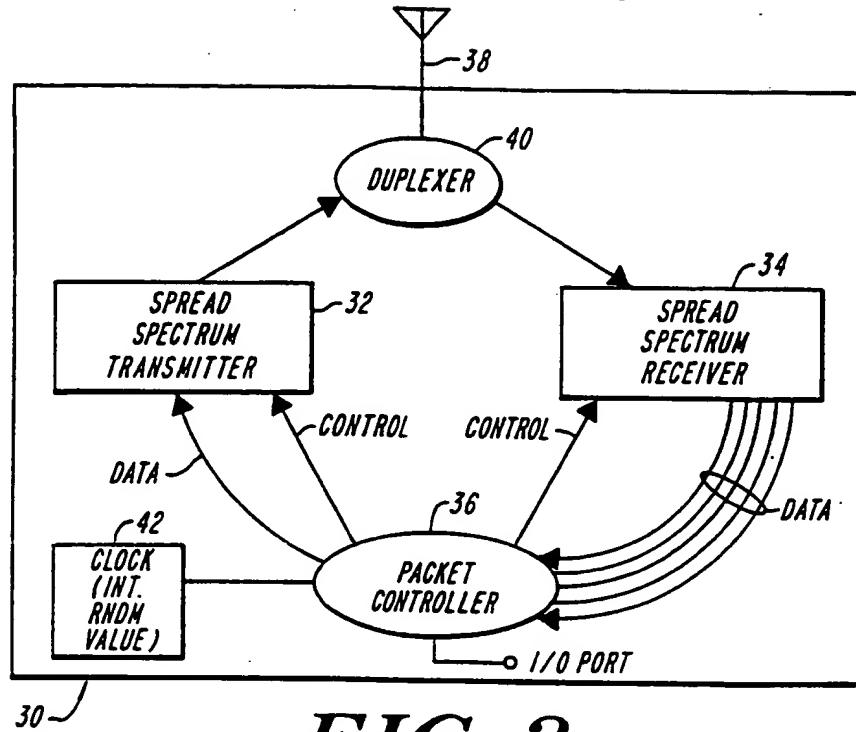 38
40
DUPLEXER
32
SPREAD
SPECTRUM
TRANSMITTER
34
SPREAD
SPECTRUM
RECEIVER
CONTROL
CONTROL
DATA
DATA
42
CLOCK
(INT.
RNDM
VALUE)
36
PACKET
CONTROLLER
I/O PORT
30
FIG